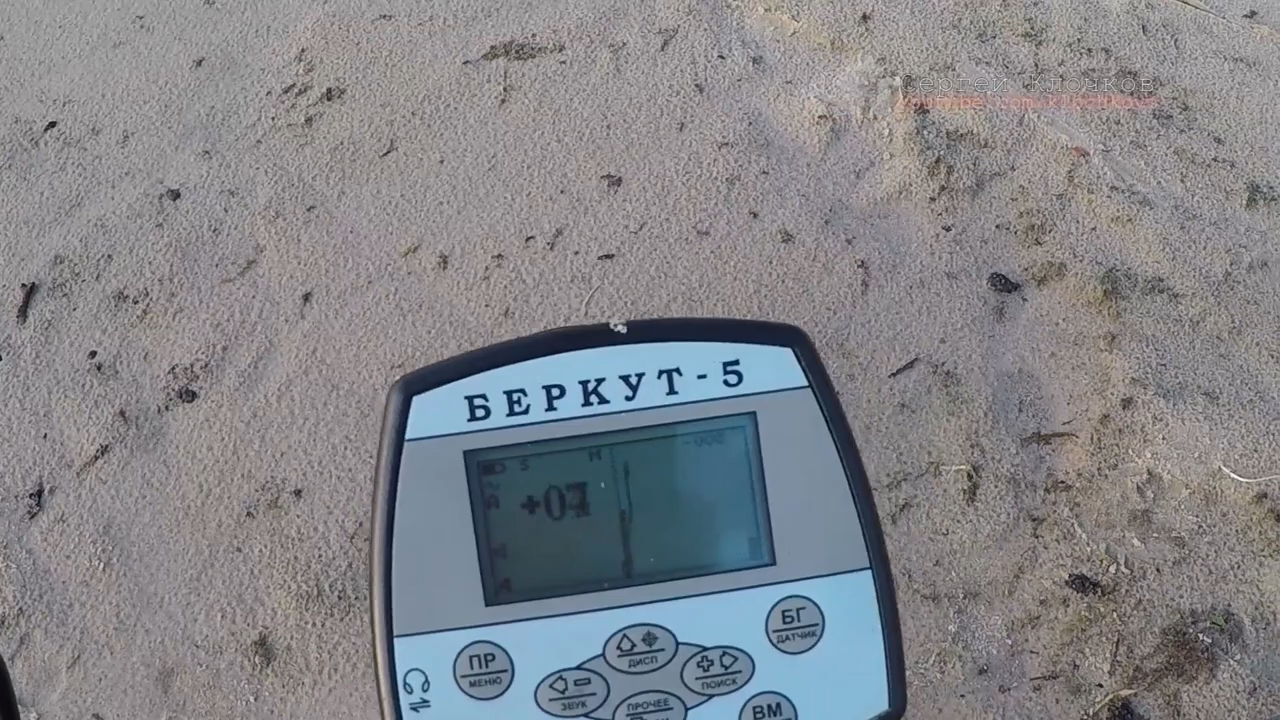 Сергей Клочков
БЕРКУТ-5
S
+07
БГ
ДАТЧИК
ПР
МЕНЮ
ДИСП
ПОИСК
ЗВУК
ПРОЧЕЕ
ВМ